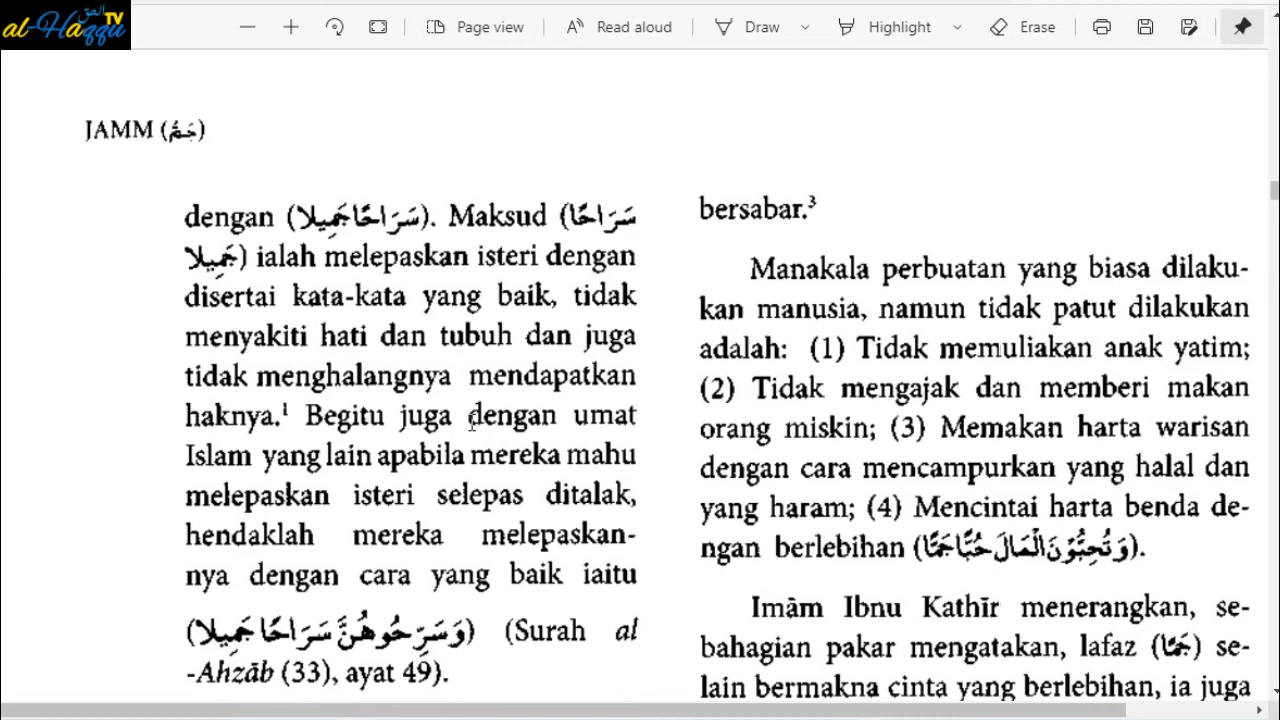 الحق
al-Haqqu TV
Page view
Read aloud
Draw
Highlight
Erase
JAMM (جَمٌّ)
dengan (سَرَاحًا جَمِيلا). Maksud (سَرَاحًا
جَمِيلا) ialah melepaskan isteri dengan
disertai kata-kata yang baik, tidak
menyakiti hati dan tubuh dan juga
tidak menghalangnya mendapatkan
haknya.¹ Begitu juga dengan umat
Islam yang lain apabila mereka mahu
melepaskan isteri selepas ditalak,
hendaklah mereka melepaskan-
nya dengan cara yang baik iaitu
(وَسَرِّحُوهُنَّ سَرَاحًا جَمِيلا) (Surah al
-Ahzāb (33), ayat 49).
bersabar.³
Manakala perbuatan yang biasa dilaku-
kan manusia, namun tidak patut dilakukan
adalah: (1) Tidak memuliakan anak yatim;
(2) Tidak mengajak dan memberi makan
orang miskin; (3) Memakan harta warisan
dengan cara mencampurkan yang halal dan
yang haram; (4) Mencintai harta benda de-
ngan berlebihan (وَتُحِبُّوْنَ الْمَالَ حُبًّا جَمًّا).
Imām Ibnu Kathīr menerangkan, se-
bahagian pakar mengatakan, lafaz (جَمًّا) se-
lain bermakna cinta yang berlebihan, ia juga